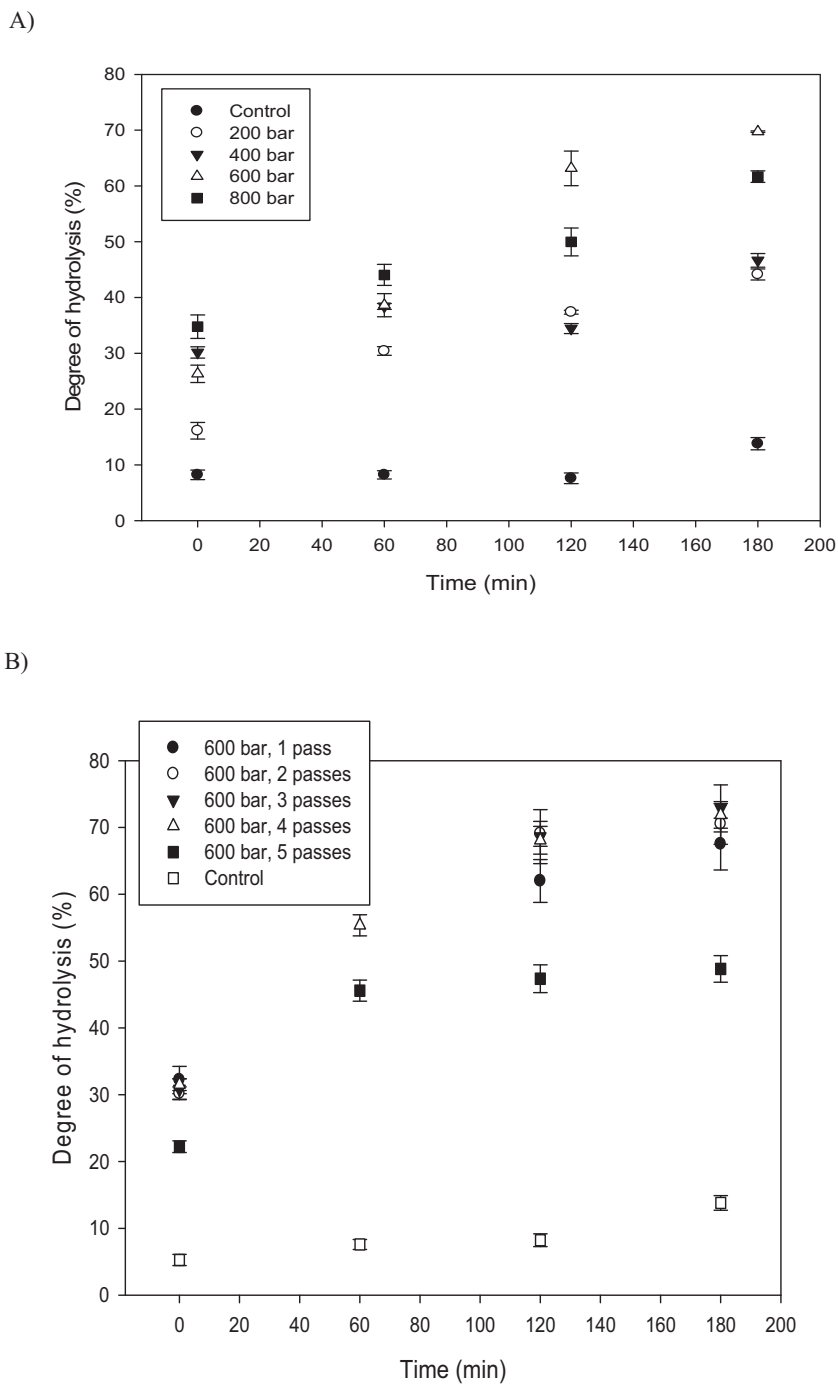 A)
80
70
60
50
40
30
20
10
0
Degree of hydrolysis (%)
Control
200 bar
400 bar
600 bar
800 bar
0 20 40 60 80 100 120 140 160 180 200
Time (min)
B)
80
70
60
50
40
30
20
10
0
Degree of hydrolysis (%)
600 bar, 1 pass
600 bar, 2 passes
600 bar, 3 passes
600 bar, 4 passes
600 bar, 5 passes
Control
0 20 40 60 80 100 120 140 160 180 200
Time (min)